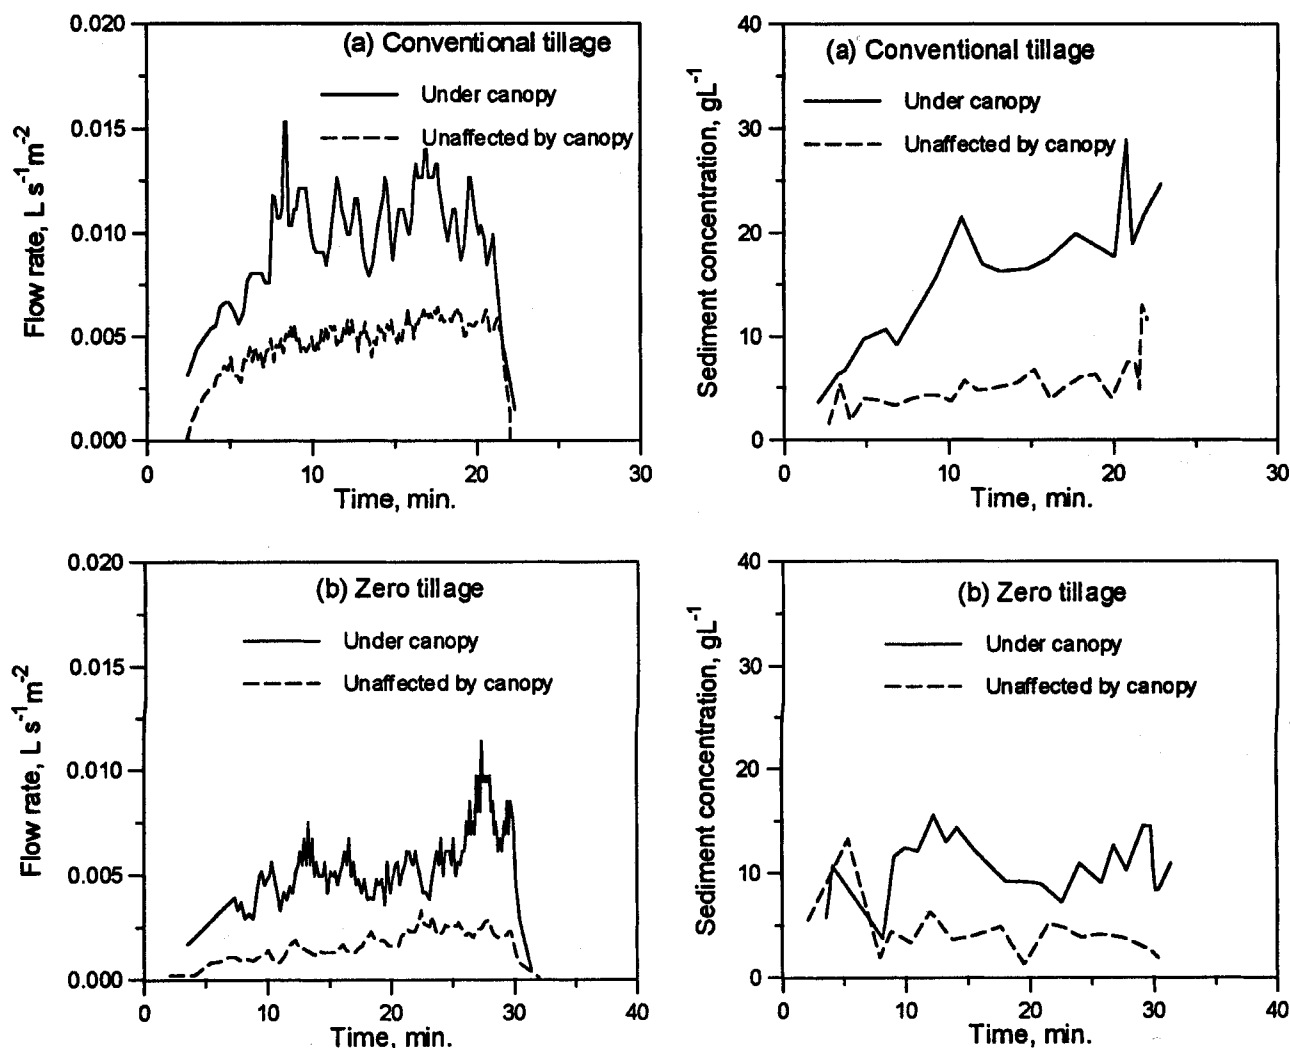 (a) Conventional tillage
Under canopy
Unaffected by canopy
Flow rate, L s⁻¹m⁻²
0.020
0.015
0.010
0.005
0.000
0 10 20 30
Time, min.
(a) Conventional tillage
Under canopy
Unaffected by canopy
Sediment concentration, gL⁻¹
40
30
20
10
0
0 10 20 30
Time, min.
(b) Zero tillage
Under canopy
Unaffected by canopy
Flow rate, L s⁻¹m⁻²
0.020
0.015
0.010
0.005
0.000
0 10 20 30 40
Time, min.
(b) Zero tillage
Under canopy
Unaffected by canopy
Sediment concentration, gL⁻¹
40
30
20
10
0
0 10 20 30 40
Time, min.